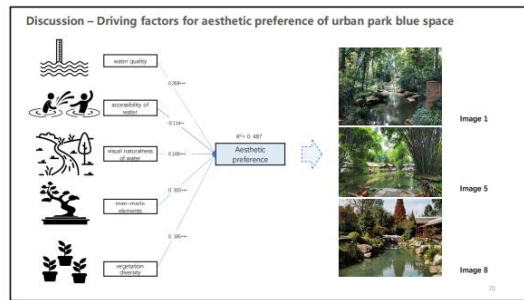 Discussion – Driving factors for aesthetic preference of urban park blue space
water quality
accessibility of
water
visual naturalness
of water
man-made
elements
vegetation
diversity
R²= 0.487
Aesthetic
preference
Image 1
Image 5
Image 8
70